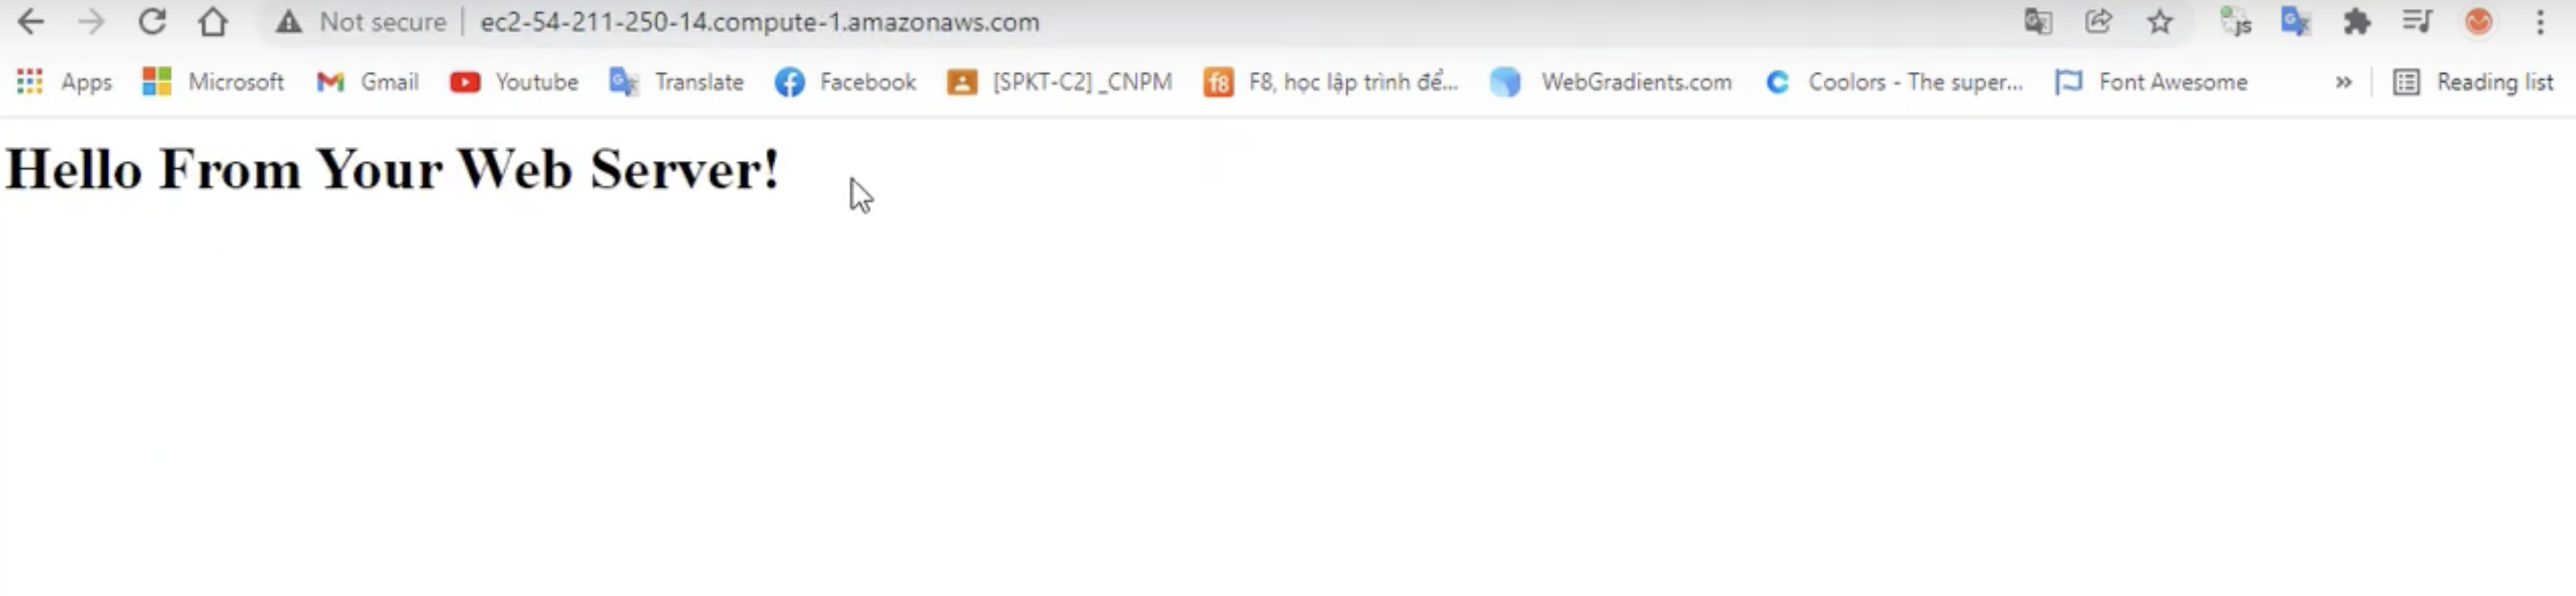 Not secure | ec2-54-211-250-14.compute-1.amazonaws.com
Apps Microsoft Gmail Youtube Translate Facebook [SPKT-C2] _CNPM F8, học lập trình để... WebGradients.com Coolors - The super... Font Awesome » Reading list
Hello From Your Web Server!